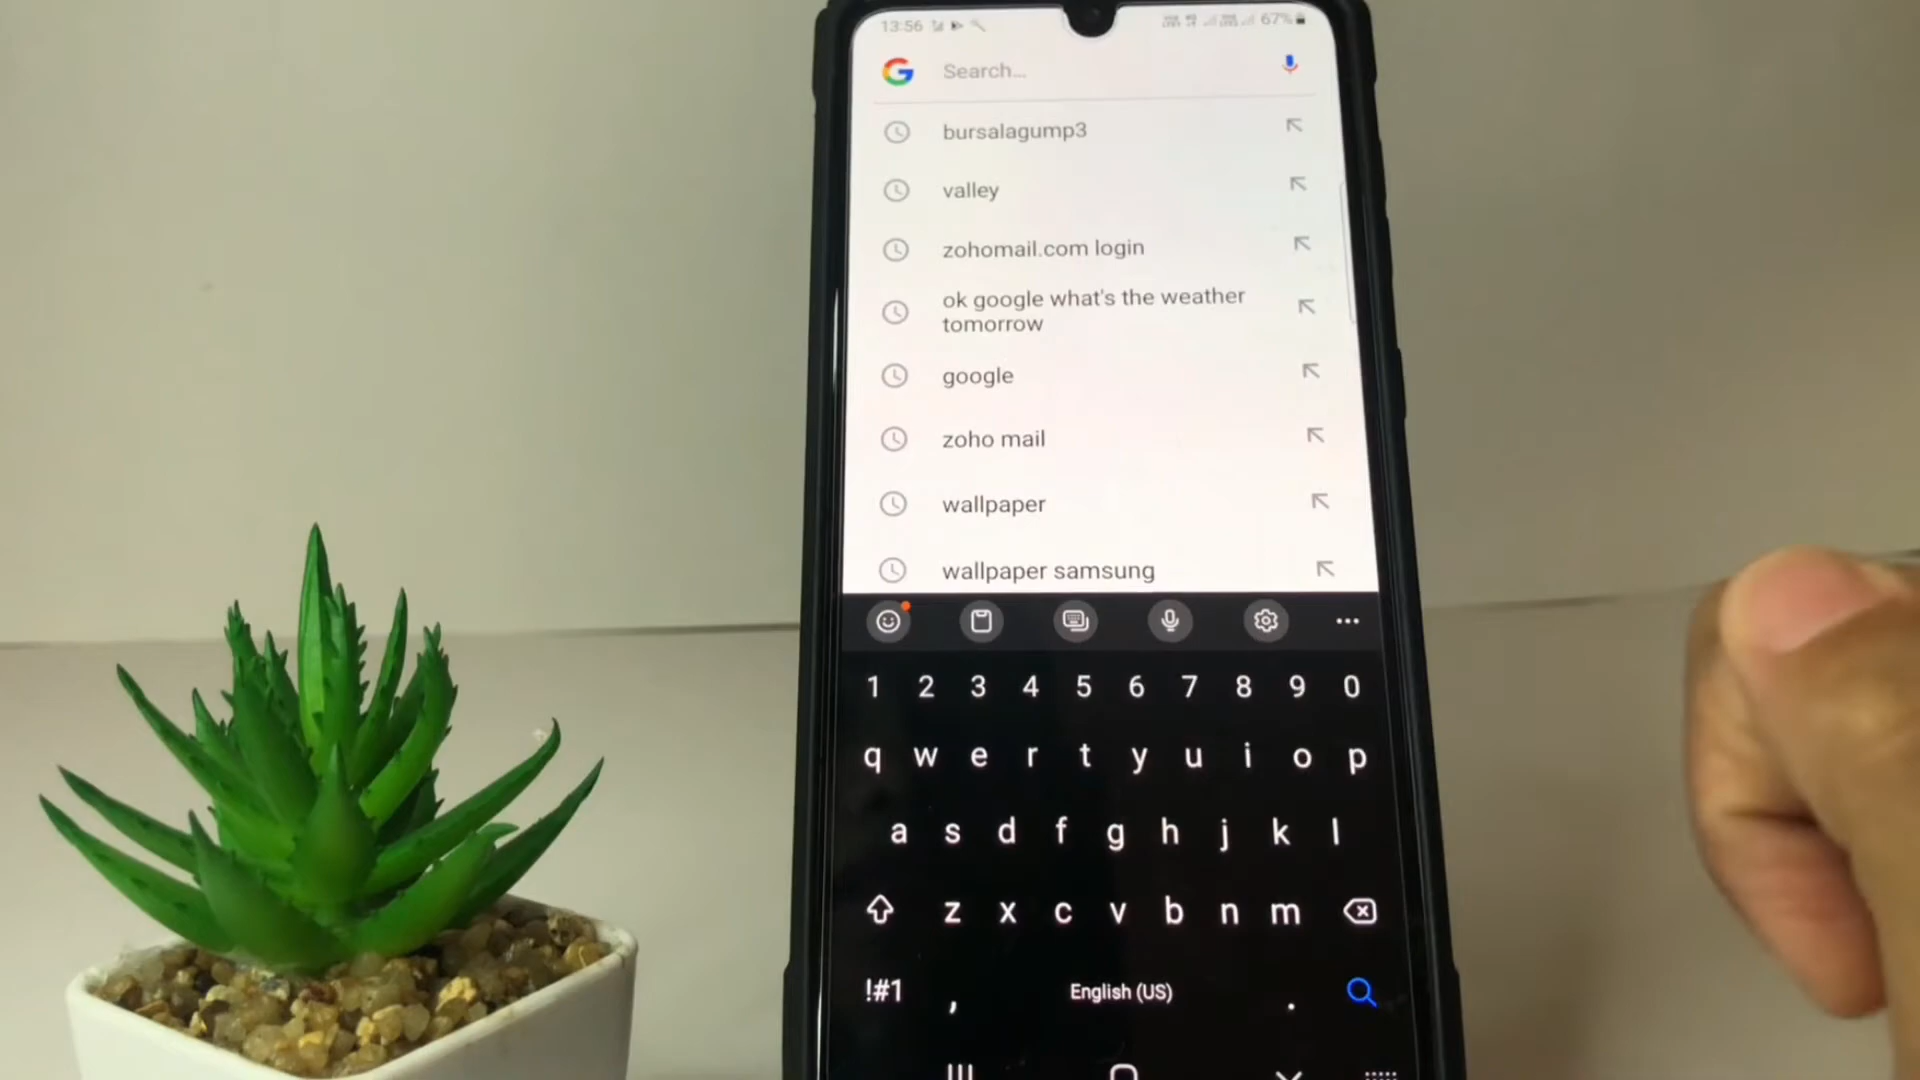 13:56
67%
Search...
bursalagump3
valley
zohomail.com login
ok google what's the weather
tomorrow
google
zoho mail
wallpaper
wallpaper samsung
1 2 3 4 5 6 7 8 9 0
q w e r t y u i o p
a s d f g h j k l
z x c v b n m
!#1 , English (US) .